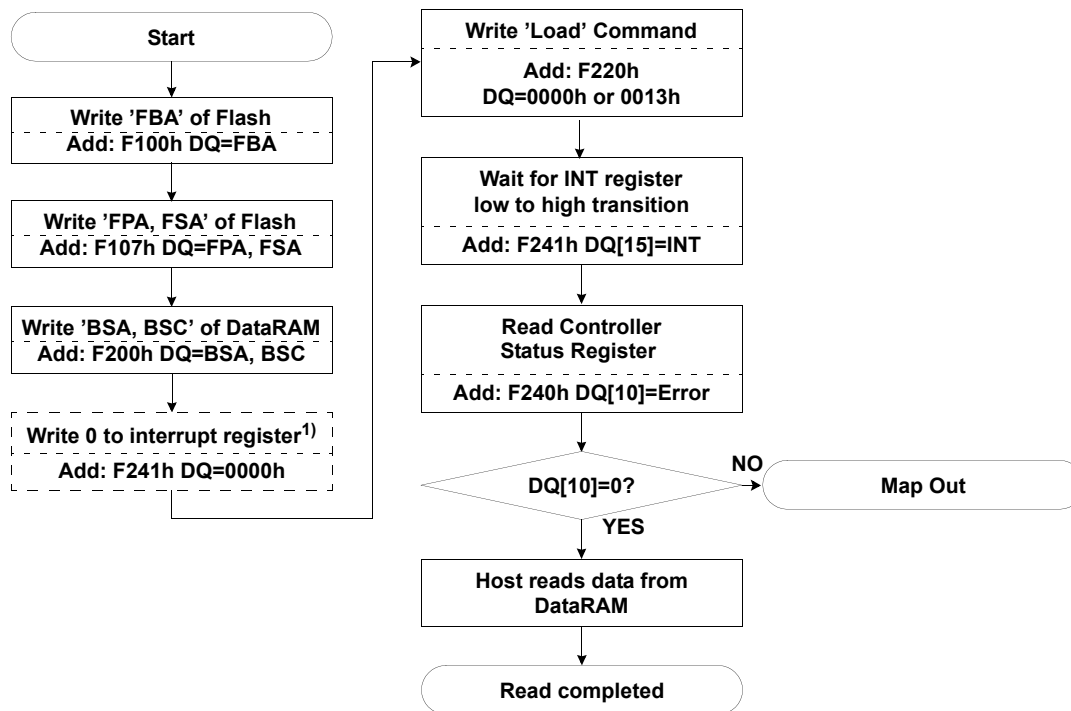 Start
Write ’FBA’ of Flash
Add: F100h DQ=FBA
Write ’FPA, FSA’ of Flash
Add: F107h DQ=FPA, FSA
Write ’BSA, BSC’ of DataRAM
Add: F200h DQ=BSA, BSC
Write 0 to interrupt register1)
Add: F241h DQ=0000h
Write ’Load’ Command
Add: F220h
DQ=0000h or 0013h
Wait for INT register
low to high transition
Add: F241h DQ[15]=INT
Read Controller
Status Register
Add: F240h DQ[10]=Error
DQ[10]=0?
NO
Map Out
YES
Host reads data from
DataRAM
Read completed